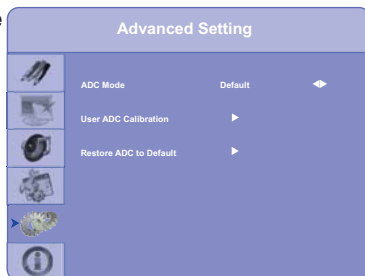 e
Advanced Setting
ADC Mode Default
User ADC Calibration
Restore ADC to Default